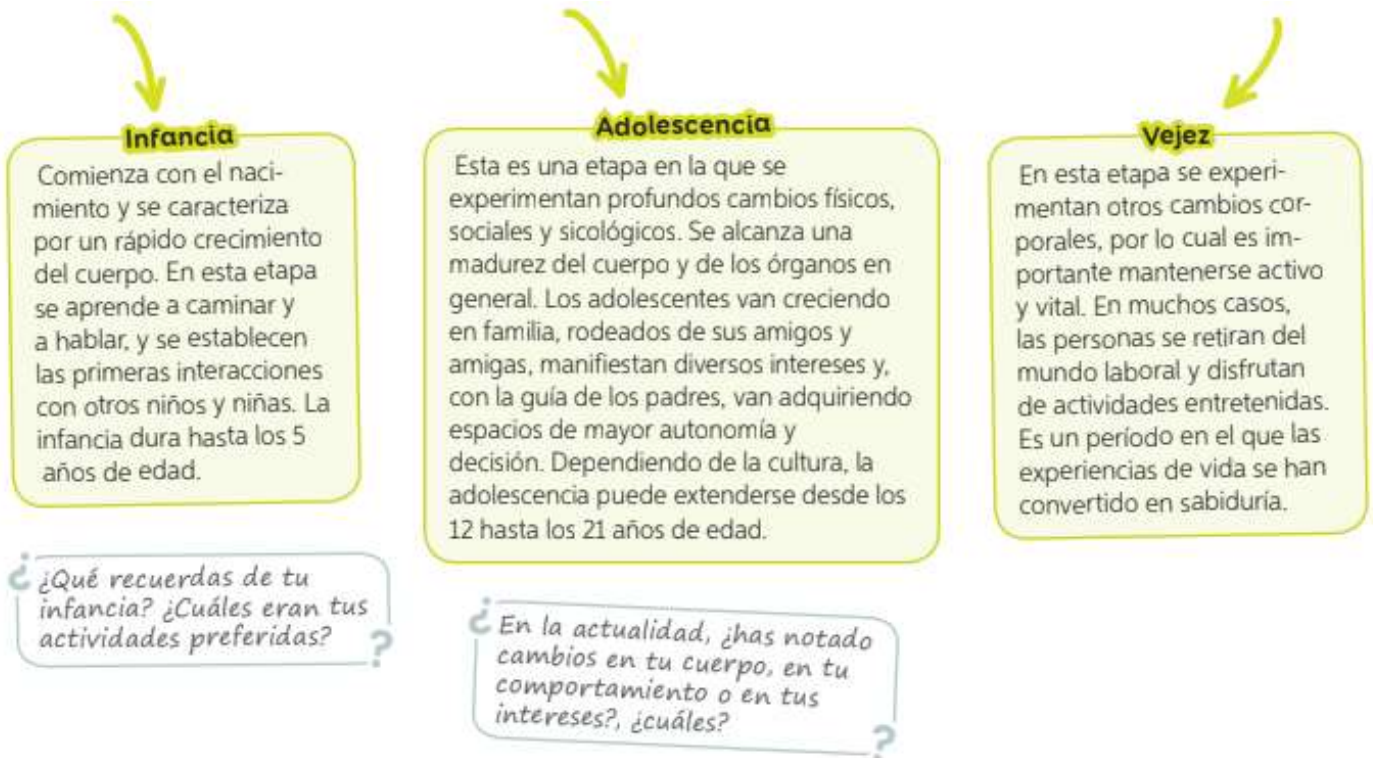 Infancia
Comienza con el naci-
miento y se caracteriza
por un rápido crecimiento
del cuerpo. En esta etapa
se aprende a caminar y
a hablar, y se establecen
las primeras interacciones
con otros niños y niñas. La
infancia dura hasta los 5
años de edad.
¿
¿Qué recuerdas de tu
infancia? ¿Cuáles eran tus
actividades preferidas?
?
Adolescencia
Esta es una etapa en la que se
experimentan profundos cambios físicos,
sociales y sicológicos. Se alcanza una
madurez del cuerpo y de los órganos en
general. Los adolescentes van creciendo
en familia, rodeados de sus amigos y
amigas, manifiestan diversos intereses y,
con la guía de los padres, van adquiriendo
espacios de mayor autonomía y
decisión. Dependiendo de la cultura, la
adolescencia puede extenderse desde los
12 hasta los 21 años de edad.
¿
En la actualidad, ¿has notado
cambios en tu cuerpo, en tu
comportamiento o en tus
intereses?, ¿cuáles?
?
Vejez
En esta etapa se experi-
mentan otros cambios cor-
porales, por lo cual es im-
portante mantenerse activo
y vital. En muchos casos,
las personas se retiran del
mundo laboral y disfrutan
de actividades entretenidas.
Es un período en el que las
experiencias de vida se han
convertido en sabiduría.